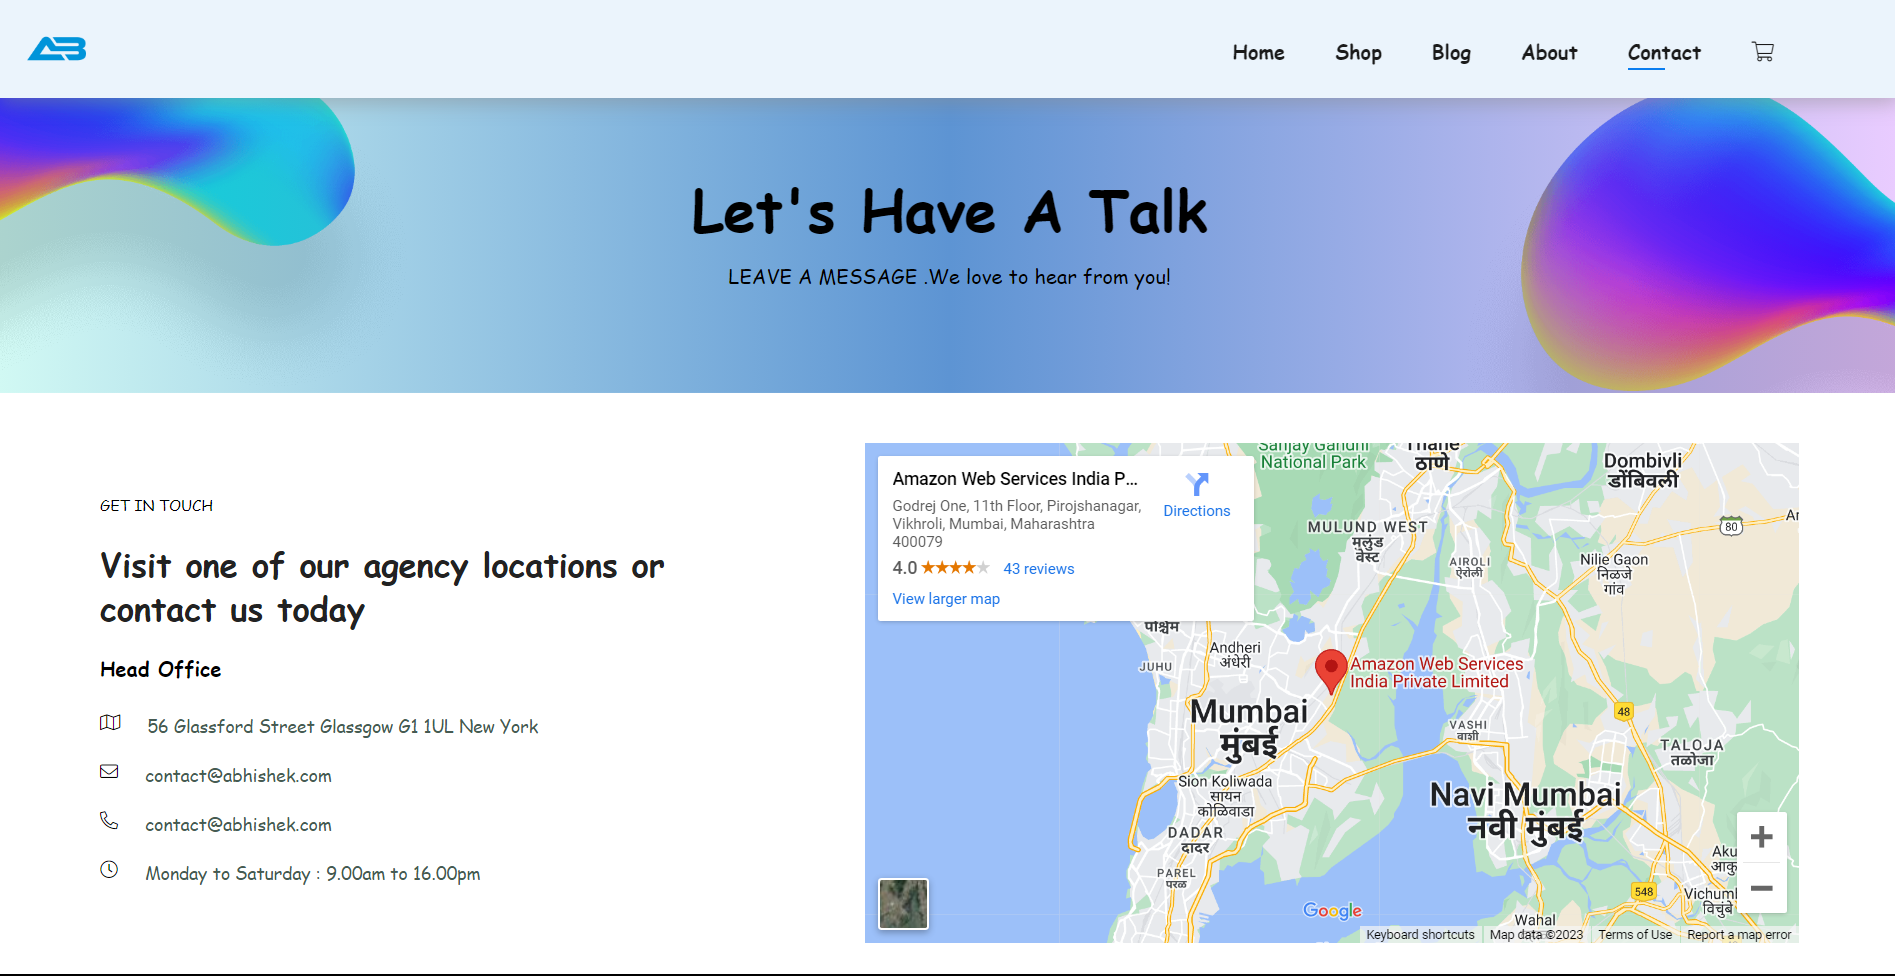 AB
Home Shop Blog About Contact
Let's Have A Talk
LEAVE A MESSAGE .We love to hear from you!
GET IN TOUCH
Visit one of our agency locations or
contact us today
Head Office
56 Glassford Street Glassgow G1 1UL New York
contact@abhishek.com
contact@abhishek.com
Monday to Saturday : 9.00am to 16.00pm
Amazon Web Services India P...
Directions
Godrej One, 11th Floor, Pirojshanagar,
Vikhroli, Mumbai, Maharashtra
400079
4.0 43 reviews
View larger map
Sanjay Gandhi
National Park
Thane
ठाणे
Dombivli
डोंबिवली
80
MULUND WEST
मुलुंड
वेस्ट
AIROLI
ऐरोली
Nilje Gaon
निळजे
गांव
पश्चिम
Andheri
अंधेरी
JUHU
Amazon Web Services
India Private Limited
Mumbai
मुंबई
48
VASHI
वाशी
TALOJA
तळोजा
Sion Koliwada
सायन
कोळिवाडा
Navi Mumbai
नवी मुंबई
DADAR
दादर
PAREL
परळ
548
Wahal
Google
Keyboard shortcuts Map data ©2023 Terms of Use Report a map error